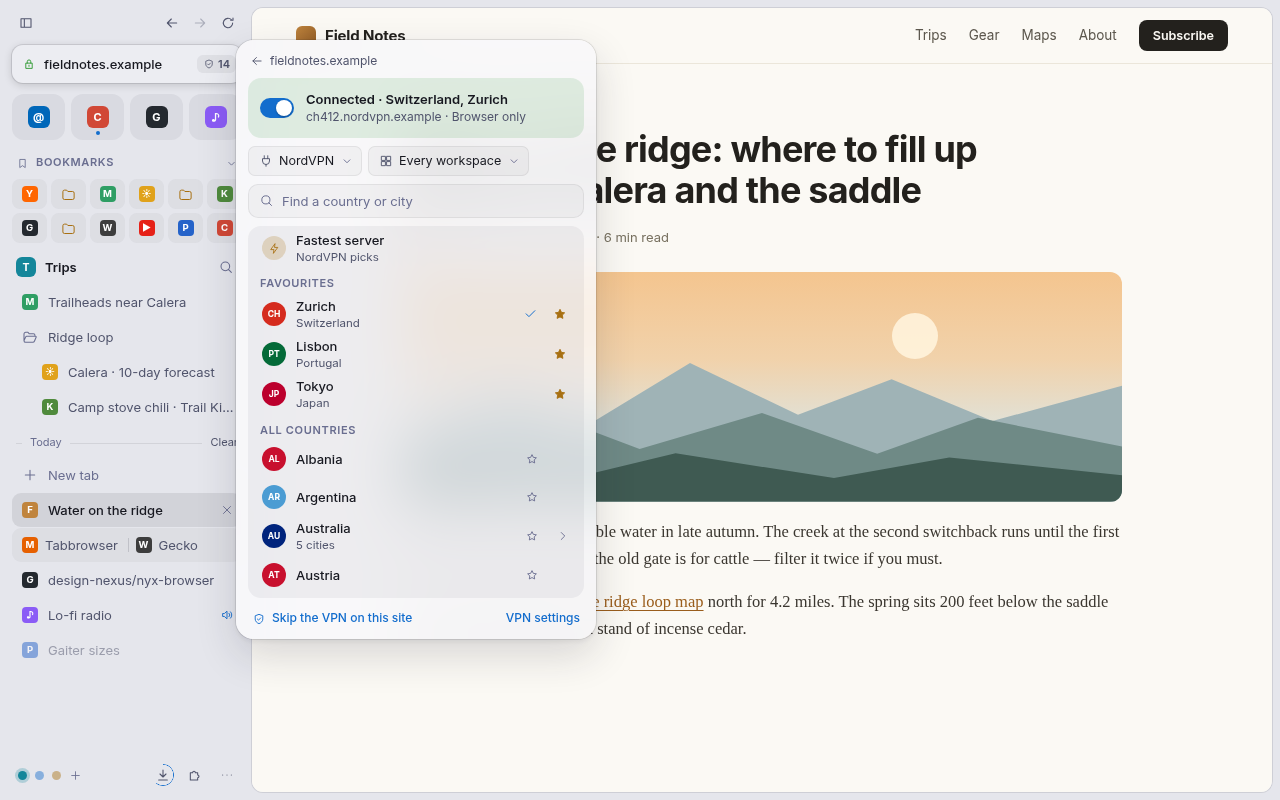 fieldnotes.example
14
@
C
G
BOOKMARKS
Y
M
K
G
W
P
C
T
Trips
M
Trailheads near Calera
Ridge loop
Calera · 10-day forecast
K
Camp stove chili · Trail Ki...
Today
Clear
New tab
F
Water on the ridge
M
Tabbrowser
W
Gecko
G
design-nexus/nyx-browser
Lo-fi radio
P
Gaiter sizes
fieldnotes.example
Connected · Switzerland, Zurich
ch412.nordvpn.example · Browser only
NordVPN
Every workspace
Find a country or city
Fastest server
NordVPN picks
FAVOURITES
CH
Zurich
Switzerland
PT
Lisbon
Portugal
JP
Tokyo
Japan
ALL COUNTRIES
AL
Albania
AR
Argentina
AU
Australia
5 cities
AT
Austria
Skip the VPN on this site
VPN settings
Field Notes
Trips
Gear
Maps
About
Subscribe
ridge: where to fill up
and the saddle
· 6 min read
water in late autumn. The creek at the second switchback runs until the first
the old gate is for cattle — filter it twice if you must.
ridge loop map north for 4.2 miles. The spring sits 200 feet below the saddle
stand of incense cedar.